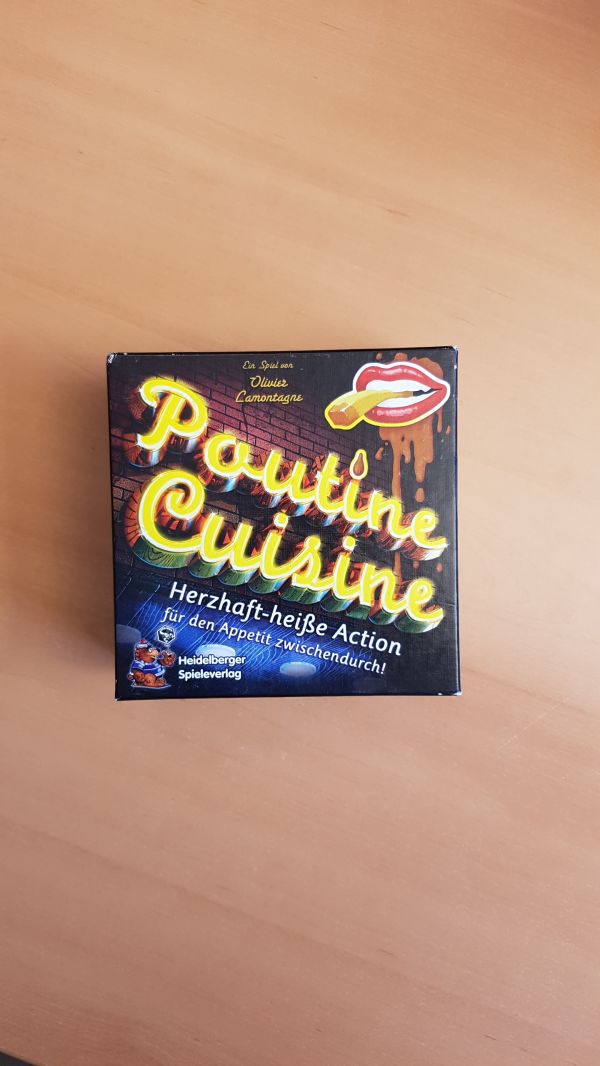 Ein Spiel von
Olivier
Lamontagne
Poutine
Cuisine
Herzhaft-heiße Action
für den Appetit zwischendurch!
Heidelberger
Spieleverlag